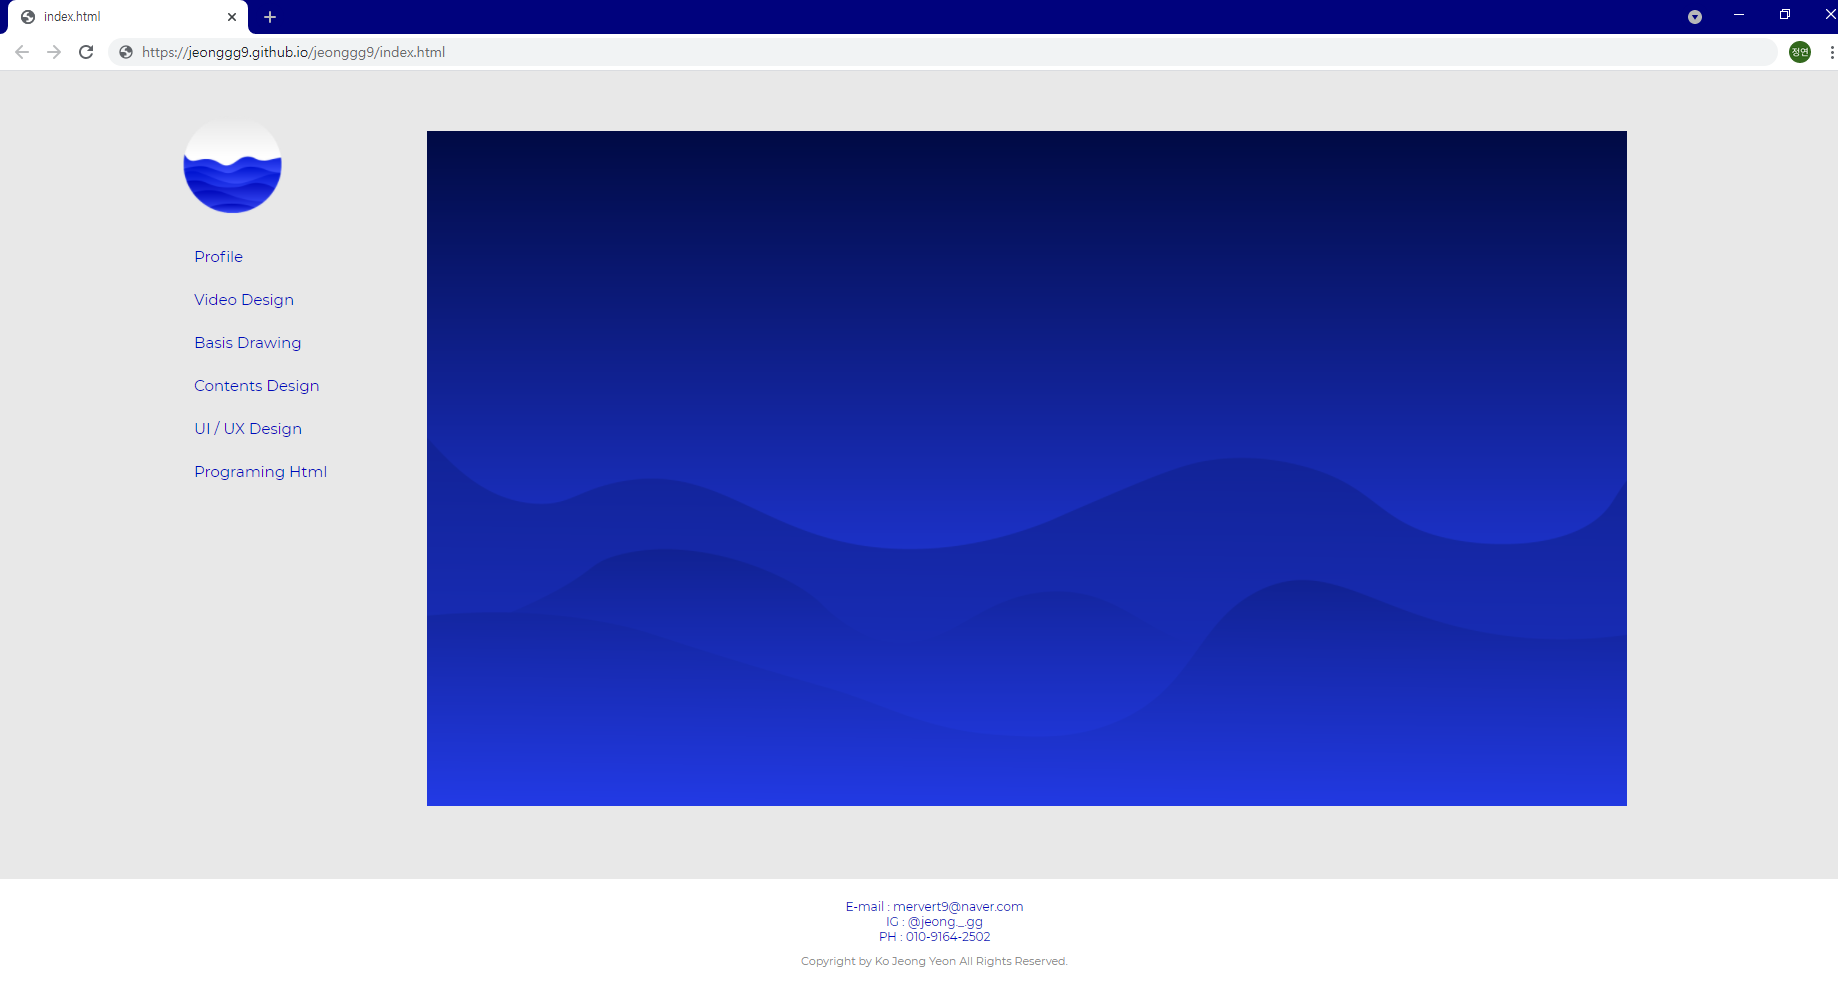 index.html
https://jeonggg9.github.io/jeonggg9/index.html
정연
Profile
Video Design
Basis Drawing
Contents Design
UI / UX Design
Programing Html
E-mail : mervert9@naver.com
IG : @jeong._.gg
PH : 010-9164-2502
Copyright by Ko Jeong Yeon All Rights Reserved.